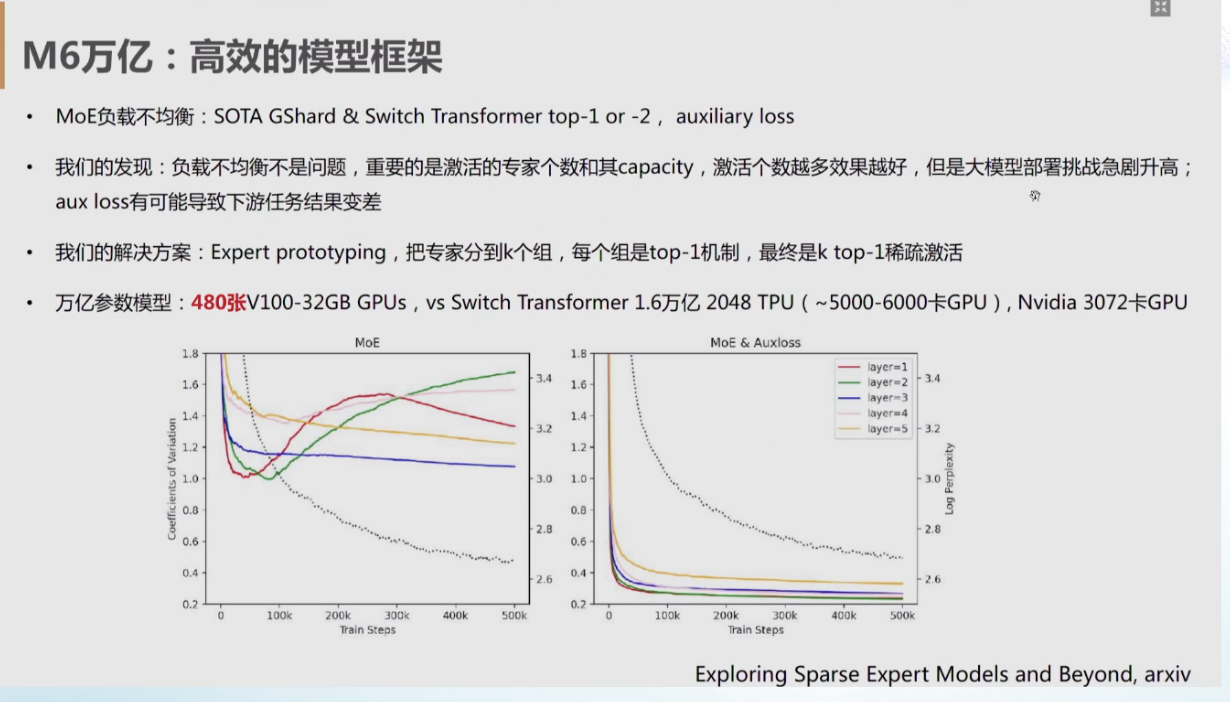 M6万亿：高效的模型框架
• MoE负载不均衡：SOTA GShard & Switch Transformer top-1 or -2， auxiliary loss
• 我们的发现：负载不均衡不是问题，重要的是激活的专家个数和其capacity，激活个数越多效果越好，但是大模型部署挑战急剧升高；
aux loss有可能导致下游任务结果变差
• 我们的解决方案：Expert prototyping，把专家分到k个组，每个组是top-1机制，最终是k top-1稀疏激活
• 万亿参数模型：480张V100-32GB GPUs，vs Switch Transformer 1.6万亿 2048 TPU（~5000-6000卡GPU）, Nvidia 3072卡GPU
MoE
Coefficients of Variation
1.8
1.6
1.4
1.2
1.0
0.8
0.6
0.4
0.2
3.4
3.2
3.0
2.8
2.6
0 100k 200k 300k 400k 500k
Train Steps
MoE & Auxloss
1.8
1.6
1.4
1.2
1.0
0.8
0.6
0.4
0.2
layer=1
layer=2
layer=3
layer=4
layer=5
3.4
3.2
3.0
2.8
2.6
Log Perplexity
0 100k 200k 300k 400k 500k
Train Steps
Exploring Sparse Expert Models and Beyond, arxiv